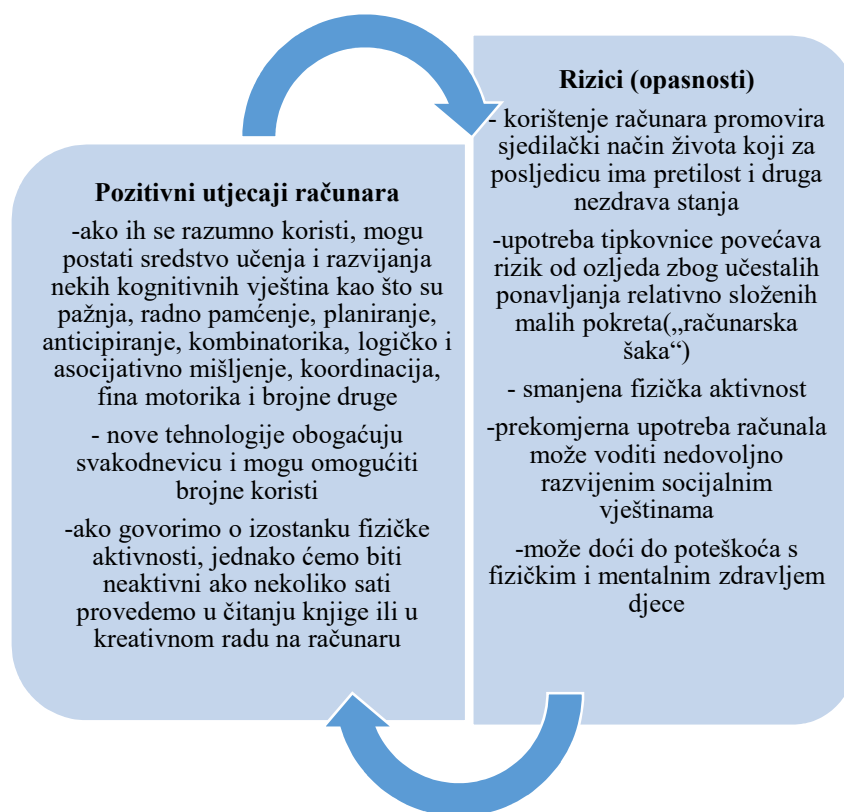 Pozitivni utjecaji računara
-ako ih se razumno koristi, mogu
postati sredstvo učenja i razvijanja
nekih kognitivnih vještina kao što su
pažnja, radno pamćenje, planiranje,
anticipiranje, kombinatorika, logičko i
asocijativno mišljenje, koordinacija,
fina motorika i brojne druge
- nove tehnologije obogaćuju
svakodnevicu i mogu omogućiti
brojne koristi
-ako govorimo o izostanku fizičke
aktivnosti, jednako ćemo biti
neaktivni ako nekoliko sati
provedemo u čitanju knjige ili u
kreativnom radu na računaru
Rizici (opasnosti)
- korištenje računara promovira
sjedilački način života koji za
posljedicu ima pretilost i druga
nezdrava stanja
-upotreba tipkovnice povećava
rizik od ozljeda zbog učestalih
ponavljanja relativno složenih
malih pokreta(„računarska
šaka“)
- smanjena fizička aktivnost
-prekomjerna upotreba računala
može voditi nedovoljno
razvijenim socijalnim
vještinama
-može doći do poteškoća s
fizičkim i mentalnim zdravljem
djece